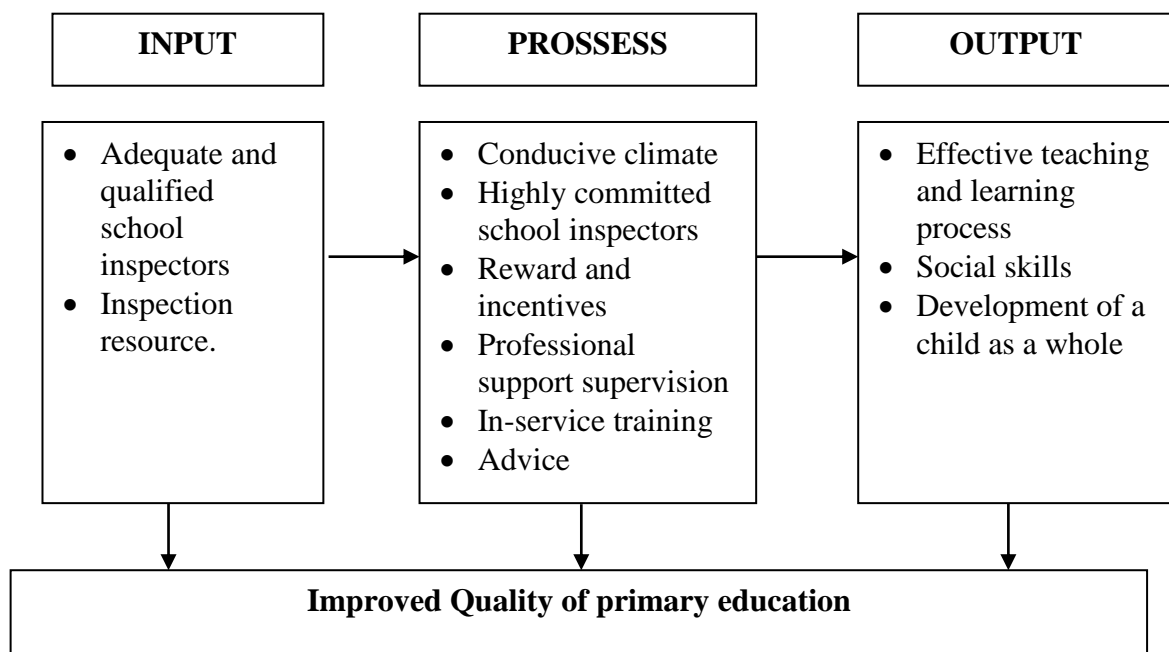 INPUT
PROSSESS
OUTPUT
• Adequate and
qualified
school
inspectors
• Inspection
resource.
• Conducive climate
• Highly committed
school inspectors
• Reward and
incentives
• Professional
support supervision
• In-service training
• Advice
• Effective teaching
and learning
process
• Social skills
• Development of a
child as a whole
Improved Quality of primary education